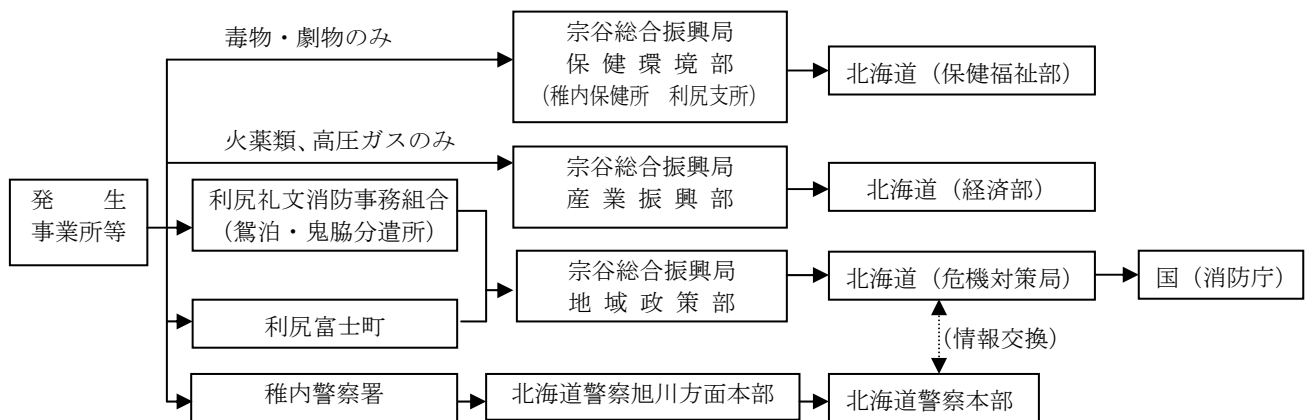 毒物・劇物のみ
宗谷総合振興局
保健環境部
(稚内保健所 利尻支所)
北海道（保健福祉部）
火薬類、高圧ガスのみ
宗谷総合振興局
産業振興部
北海道（経済部）
発生
事業所等
利尻礼文消防事務組合
（鴛泊・鬼脇分遣所）
宗谷総合振興局
地域政策部
北海道（危機対策局）
国（消防庁）
利尻富士町
(情報交換)
稚内警察署
北海道警察旭川方面本部
北海道警察本部